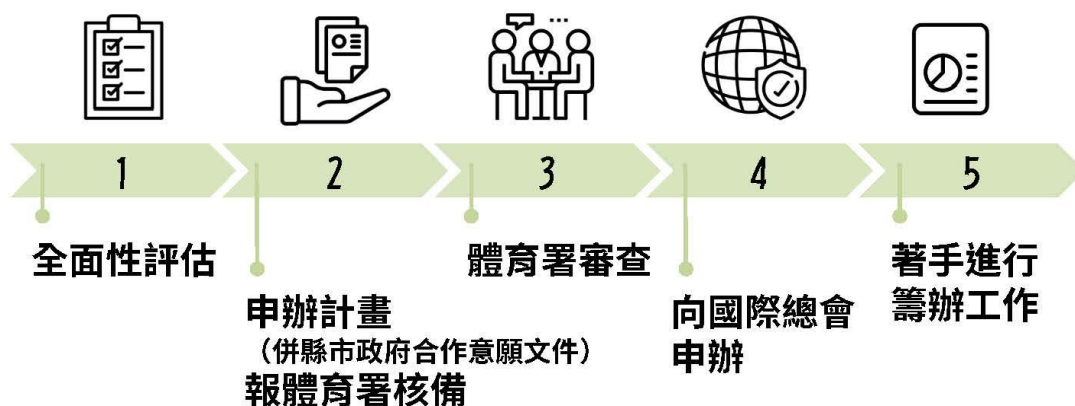 1
全面性評估
2
申辦計畫
（併縣市政府合作意願文件）
報體育署核備
3
體育署審查
4
向國際總會
申辦
5
著手進行
籌辦工作